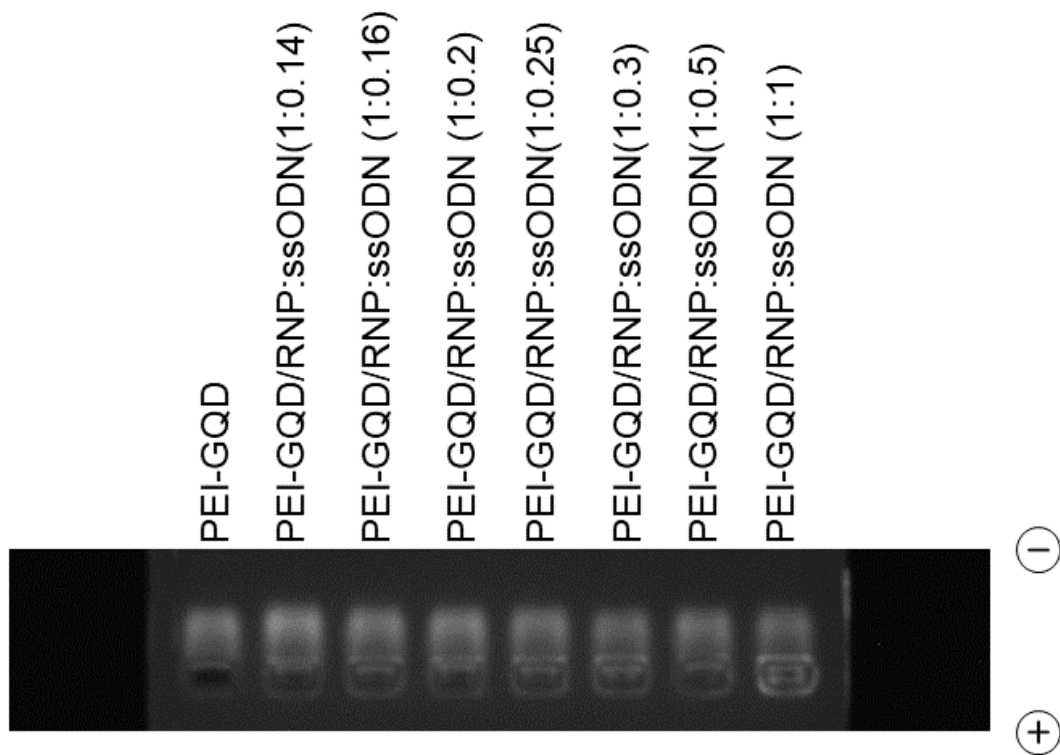 PEI-GQD
PEI-GQD/RNP:ssODN(1:0.14)
PEI-GQD/RNP:ssODN (1:0.16)
PEI-GQD/RNP:ssODN (1:0.2)
PEI-GQD/RNP:ssODN(1:0.25)
PEI-GQD/RNP:ssODN(1:0.3)
PEI-GQD/RNP:ssODN(1:0.5)
PEI-GQD/RNP:ssODN (1:1)
−
+